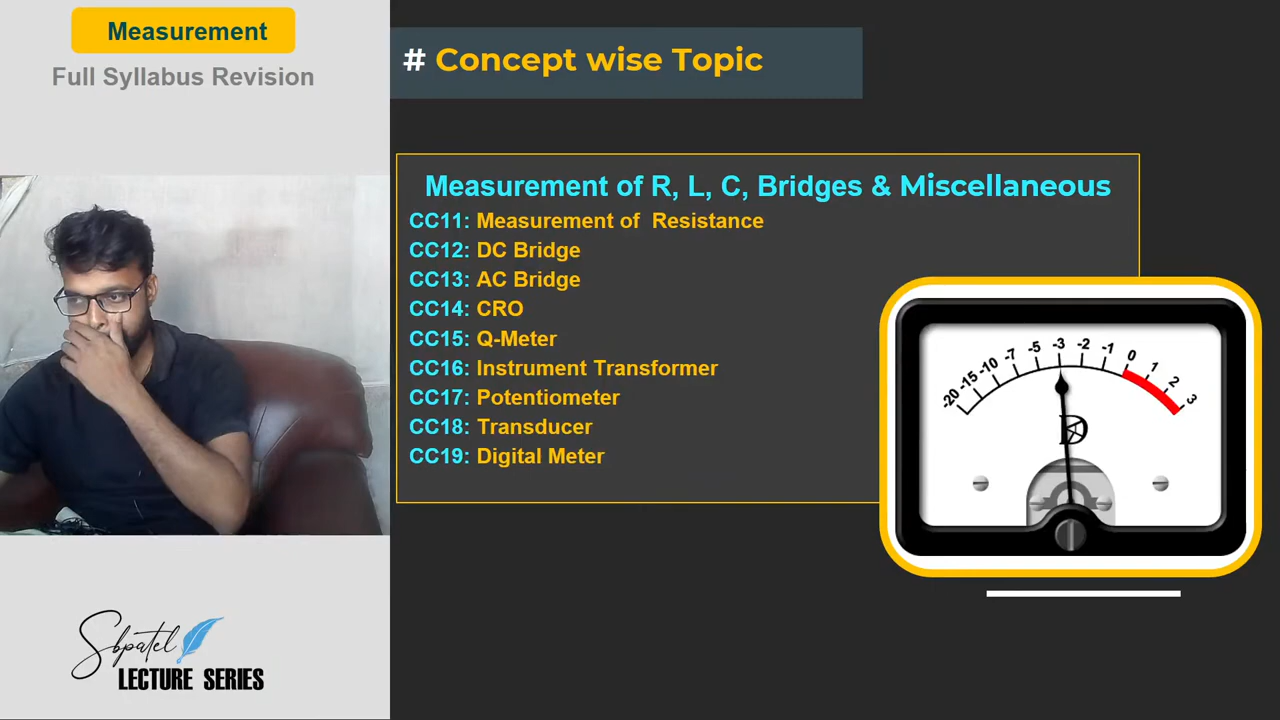 Measurement
Full Syllabus Revision
# Concept wise Topic
Measurement of R, L, C, Bridges & Miscellaneous
CC11: Measurement of Resistance
CC12: DC Bridge
CC13: AC Bridge
CC14: CRO
CC15: Q-Meter
CC16: Instrument Transformer
CC17: Potentiometer
CC18: Transducer
CC19: Digital Meter
-20 -15 -10 -7 -5 -3 -2 -1 0 1 2 3
D
Sbpatel
LECTURE SERIES